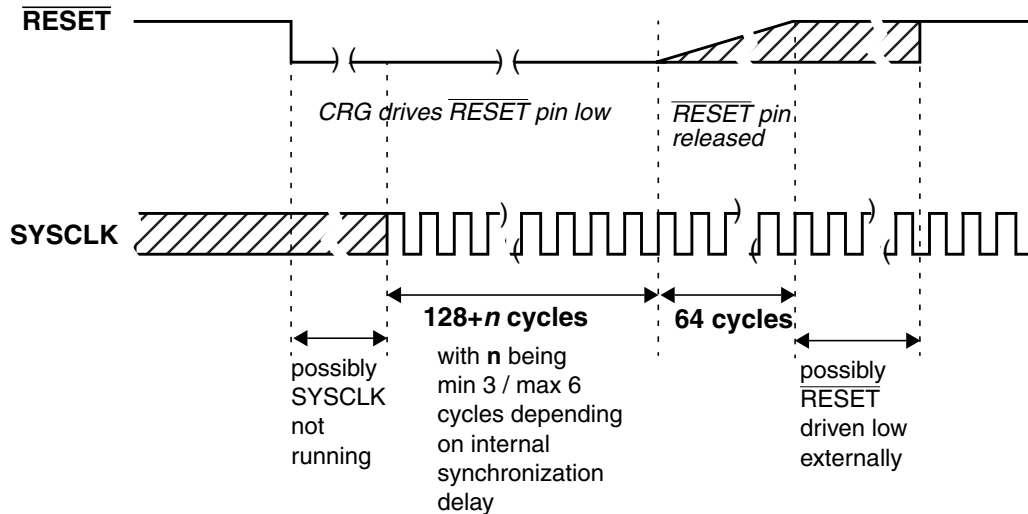 RESET
CRG drives RESET pin low
RESET pin
released
SYSCLK
128+n cycles
with n being
min 3 / max 6
cycles depending
on internal
synchronization
delay
64 cycles
possibly
SYSCLK
not
running
possibly
RESET
driven low
externally